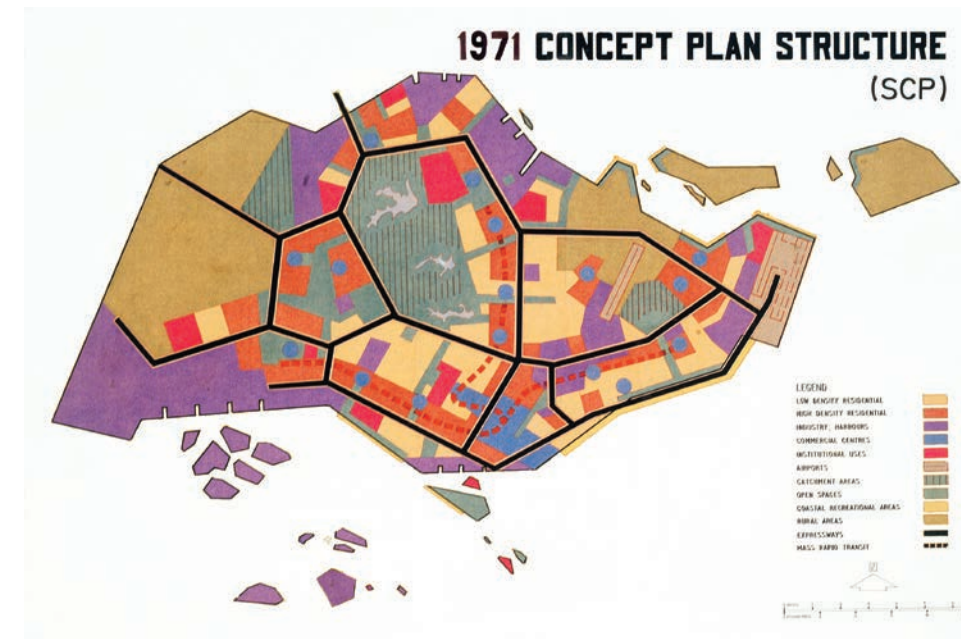 1971 CONCEPT PLAN STRUCTURE
(SCP)
LEGEND
LOW DENSITY RESIDENTIAL
HIGH DENSITY RESIDENTIAL
INDUSTRY, HARBOURS
COMMERCIAL CENTRES
INSTITUTIONAL USES
AIRPORTS
CATCHMENT AREAS
OPEN SPACES
COASTAL RECREATIONAL AREAS
RURAL AREAS
EXPRESSWAYS
MASS RAPID TRANSIT